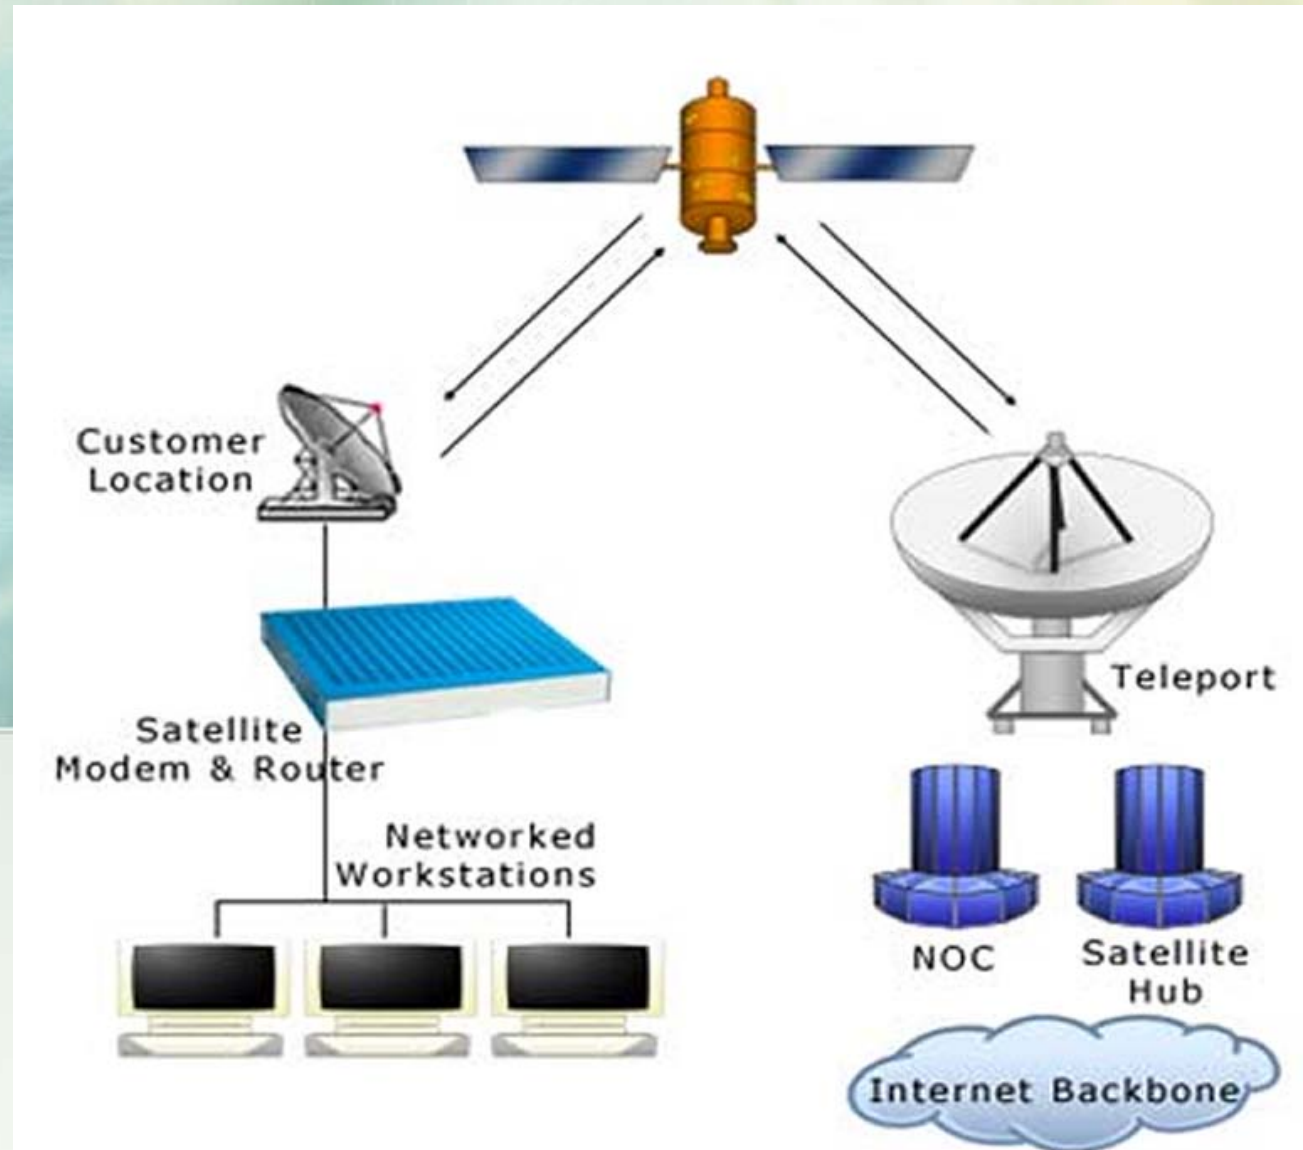 Customer
Location
Teleport
Satellite
Modem & Router
Networked
Workstations
NOC
Satellite
Hub
Internet Backbone